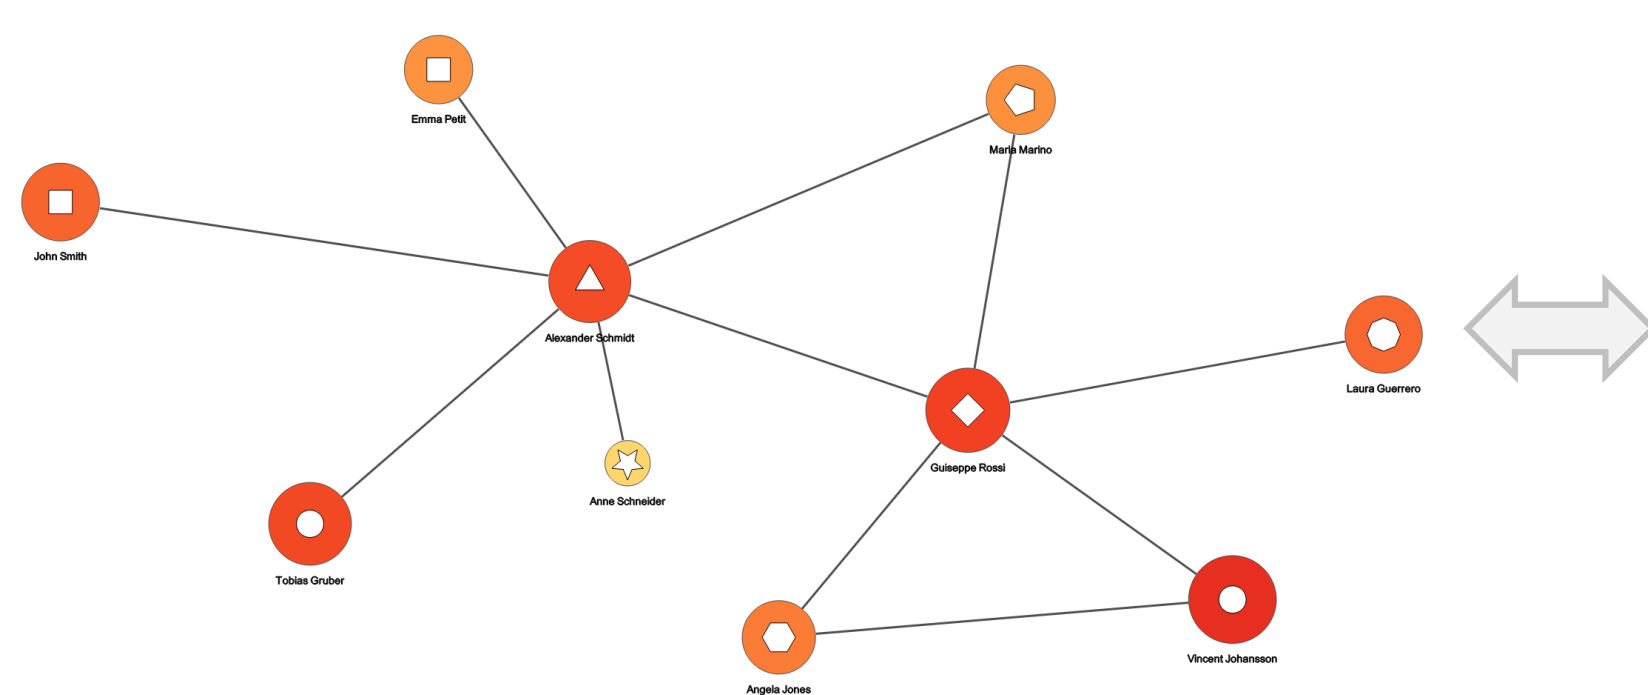 Emma Petit
Maria Marino
John Smith
Alexander Schmidt
Laura Guerrero
Guiseppe Rossi
Anne Schneider
Tobias Gruber
Vincent Johansson
Angela Jones